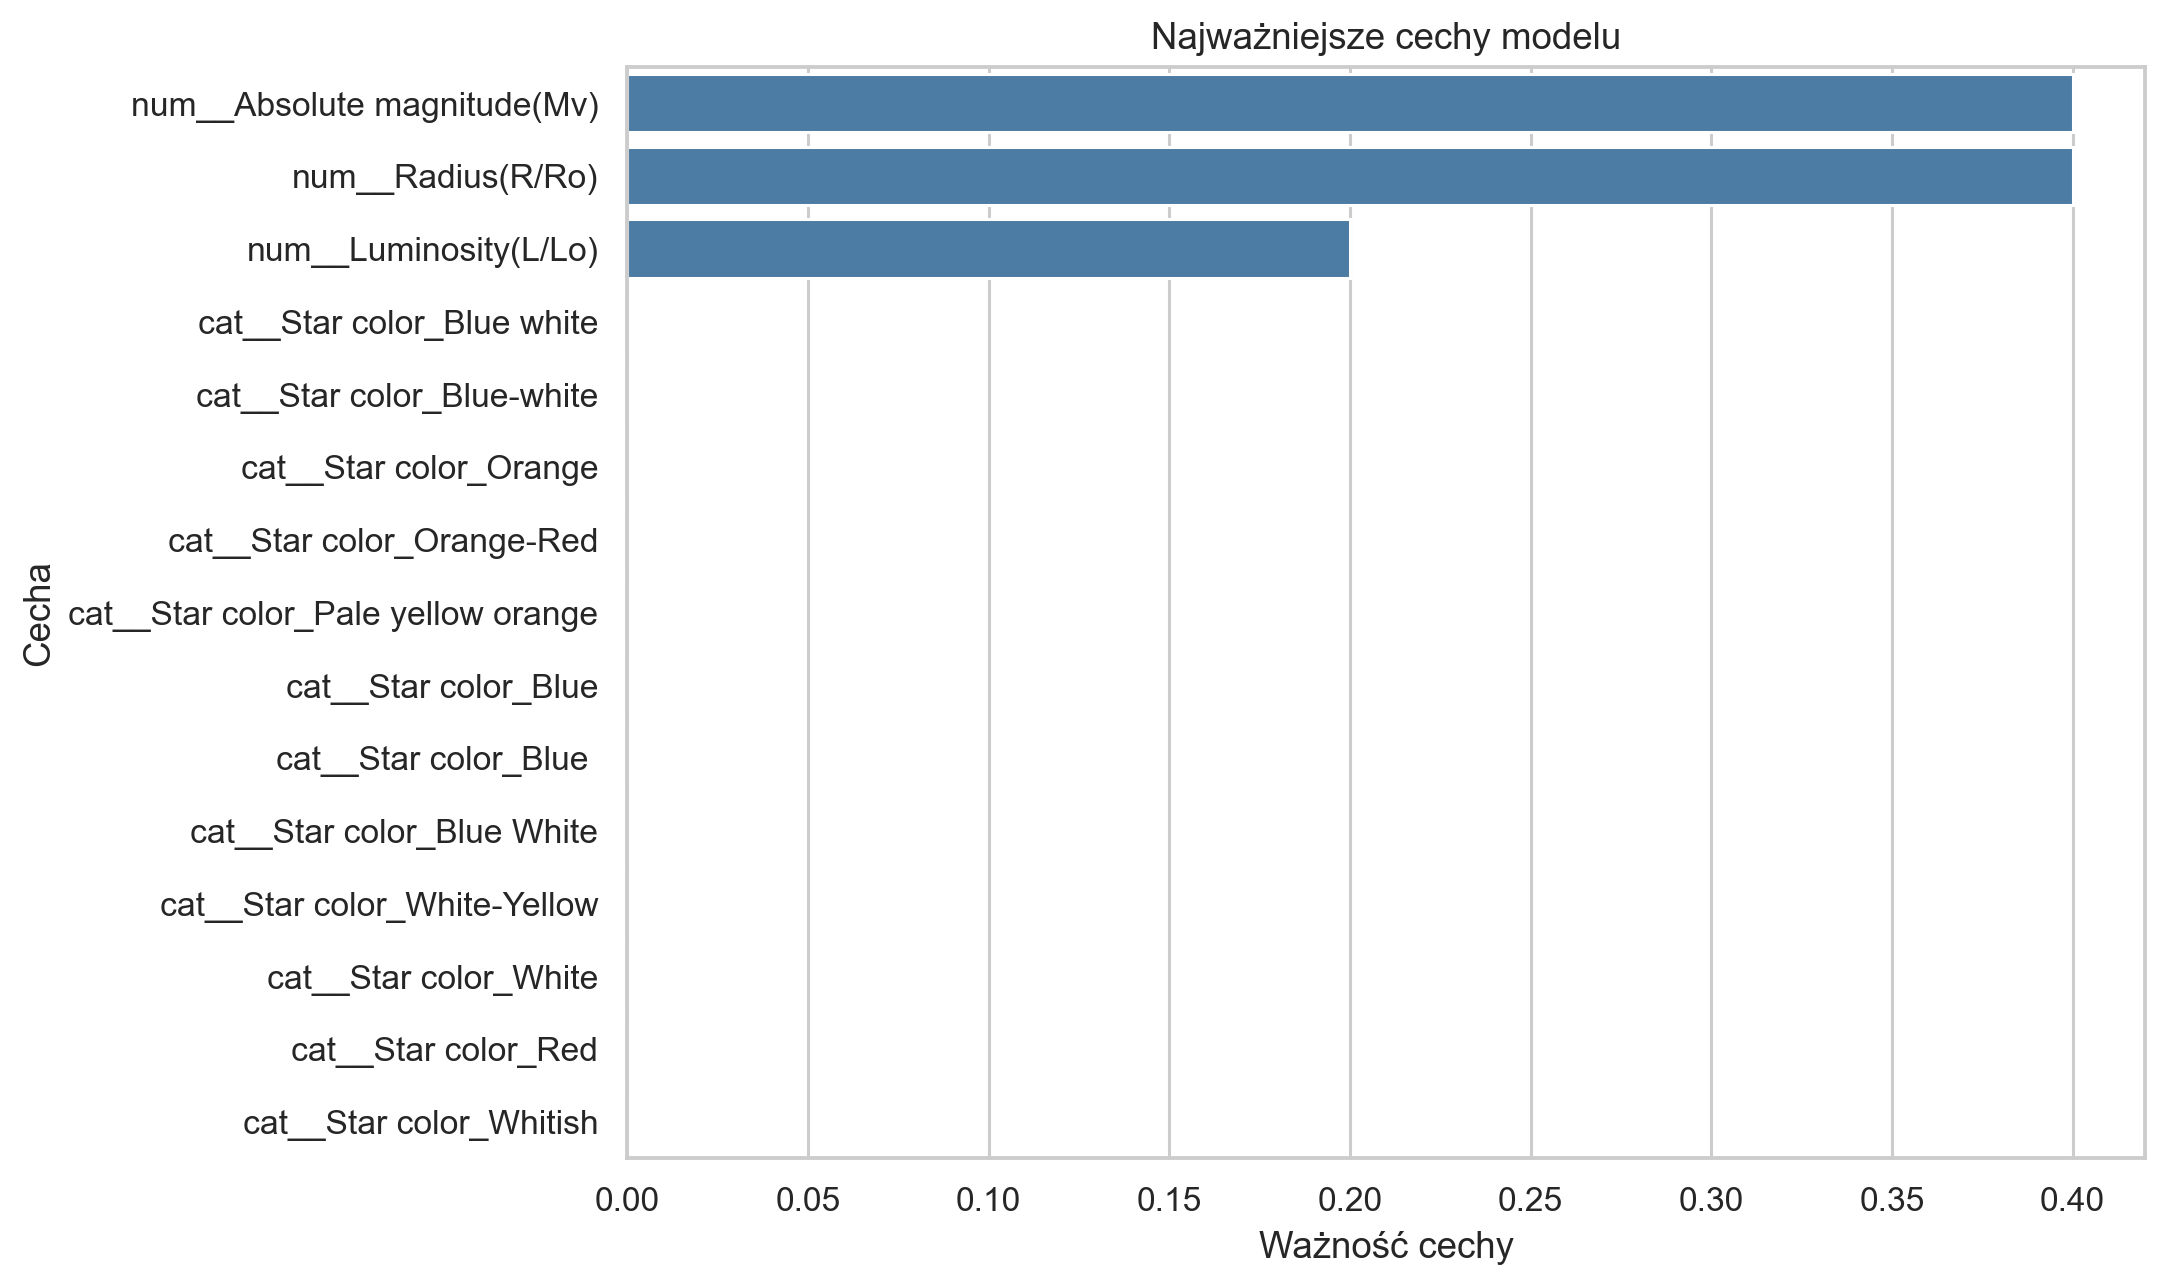 Najważniejsze cechy modelu
num__Absolute magnitude(Mv)
num__Radius(R/Ro)
num__Luminosity(L/Lo)
cat__Star color_Blue white
cat__Star color_Blue-white
cat__Star color_Orange
cat__Star color_Orange-Red
cat__Star color_Pale yellow orange
cat__Star color_Blue
cat__Star color_Blue
cat__Star color_Blue White
cat__Star color_White-Yellow
cat__Star color_White
cat__Star color_Red
cat__Star color_Whitish
Cecha
0.00 0.05 0.10 0.15 0.20 0.25 0.30 0.35 0.40
Ważność cechy